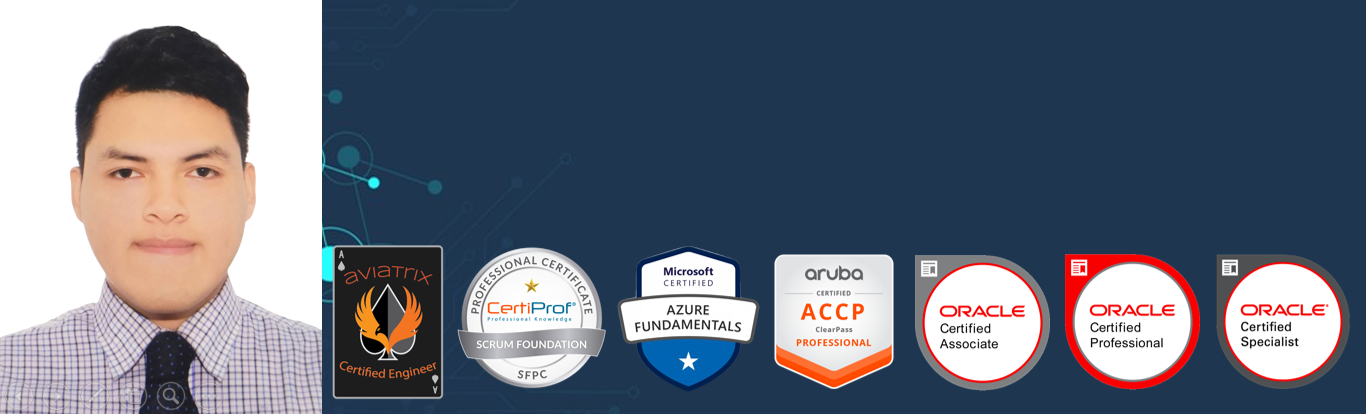 A
aviatrix
Certified Engineer
A
PROFESSIONAL CERTIFICATE
CertiProf®
Professional Knowledge
SCRUM FOUNDATION
SFPC
Microsoft
CERTIFIED
AZURE
FUNDAMENTALS
aruba
CERTIFIED
ACCP
ClearPass
PROFESSIONAL
ORACLE
Certified
Associate
ORACLE
Certified
Professional
ORACLE®
Certified
Specialist